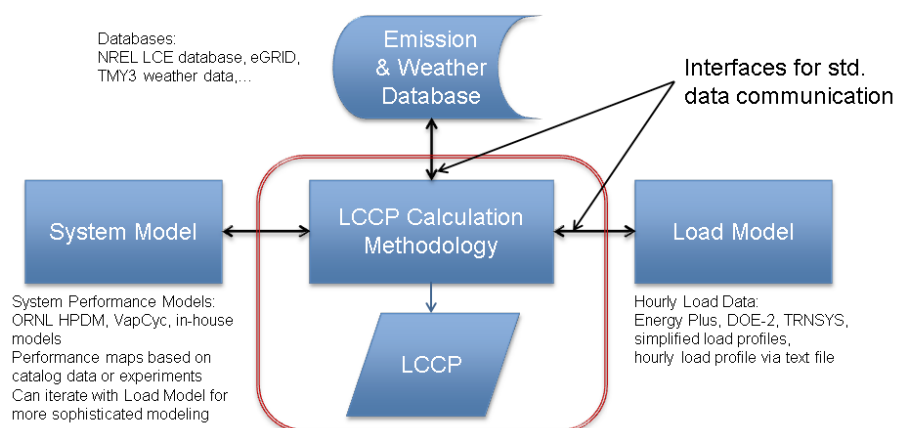 Databases:
NREL LCE database, eGRID,
TMY3 weather data,...
Emission
& Weather
Database
Interfaces for std.
data communication
System Model
LCCP Calculation
Methodology
Load Model
System Performance Models:
ORNL HPDM, VapCyc, in-house
models
Performance maps based on
catalog data or experiments
Can iterate with Load Model for
more sophisticated modeling
LCCP
Hourly Load Data:
Energy Plus, DOE-2, TRNSYS,
simplified load profiles,
hourly load profile via text file